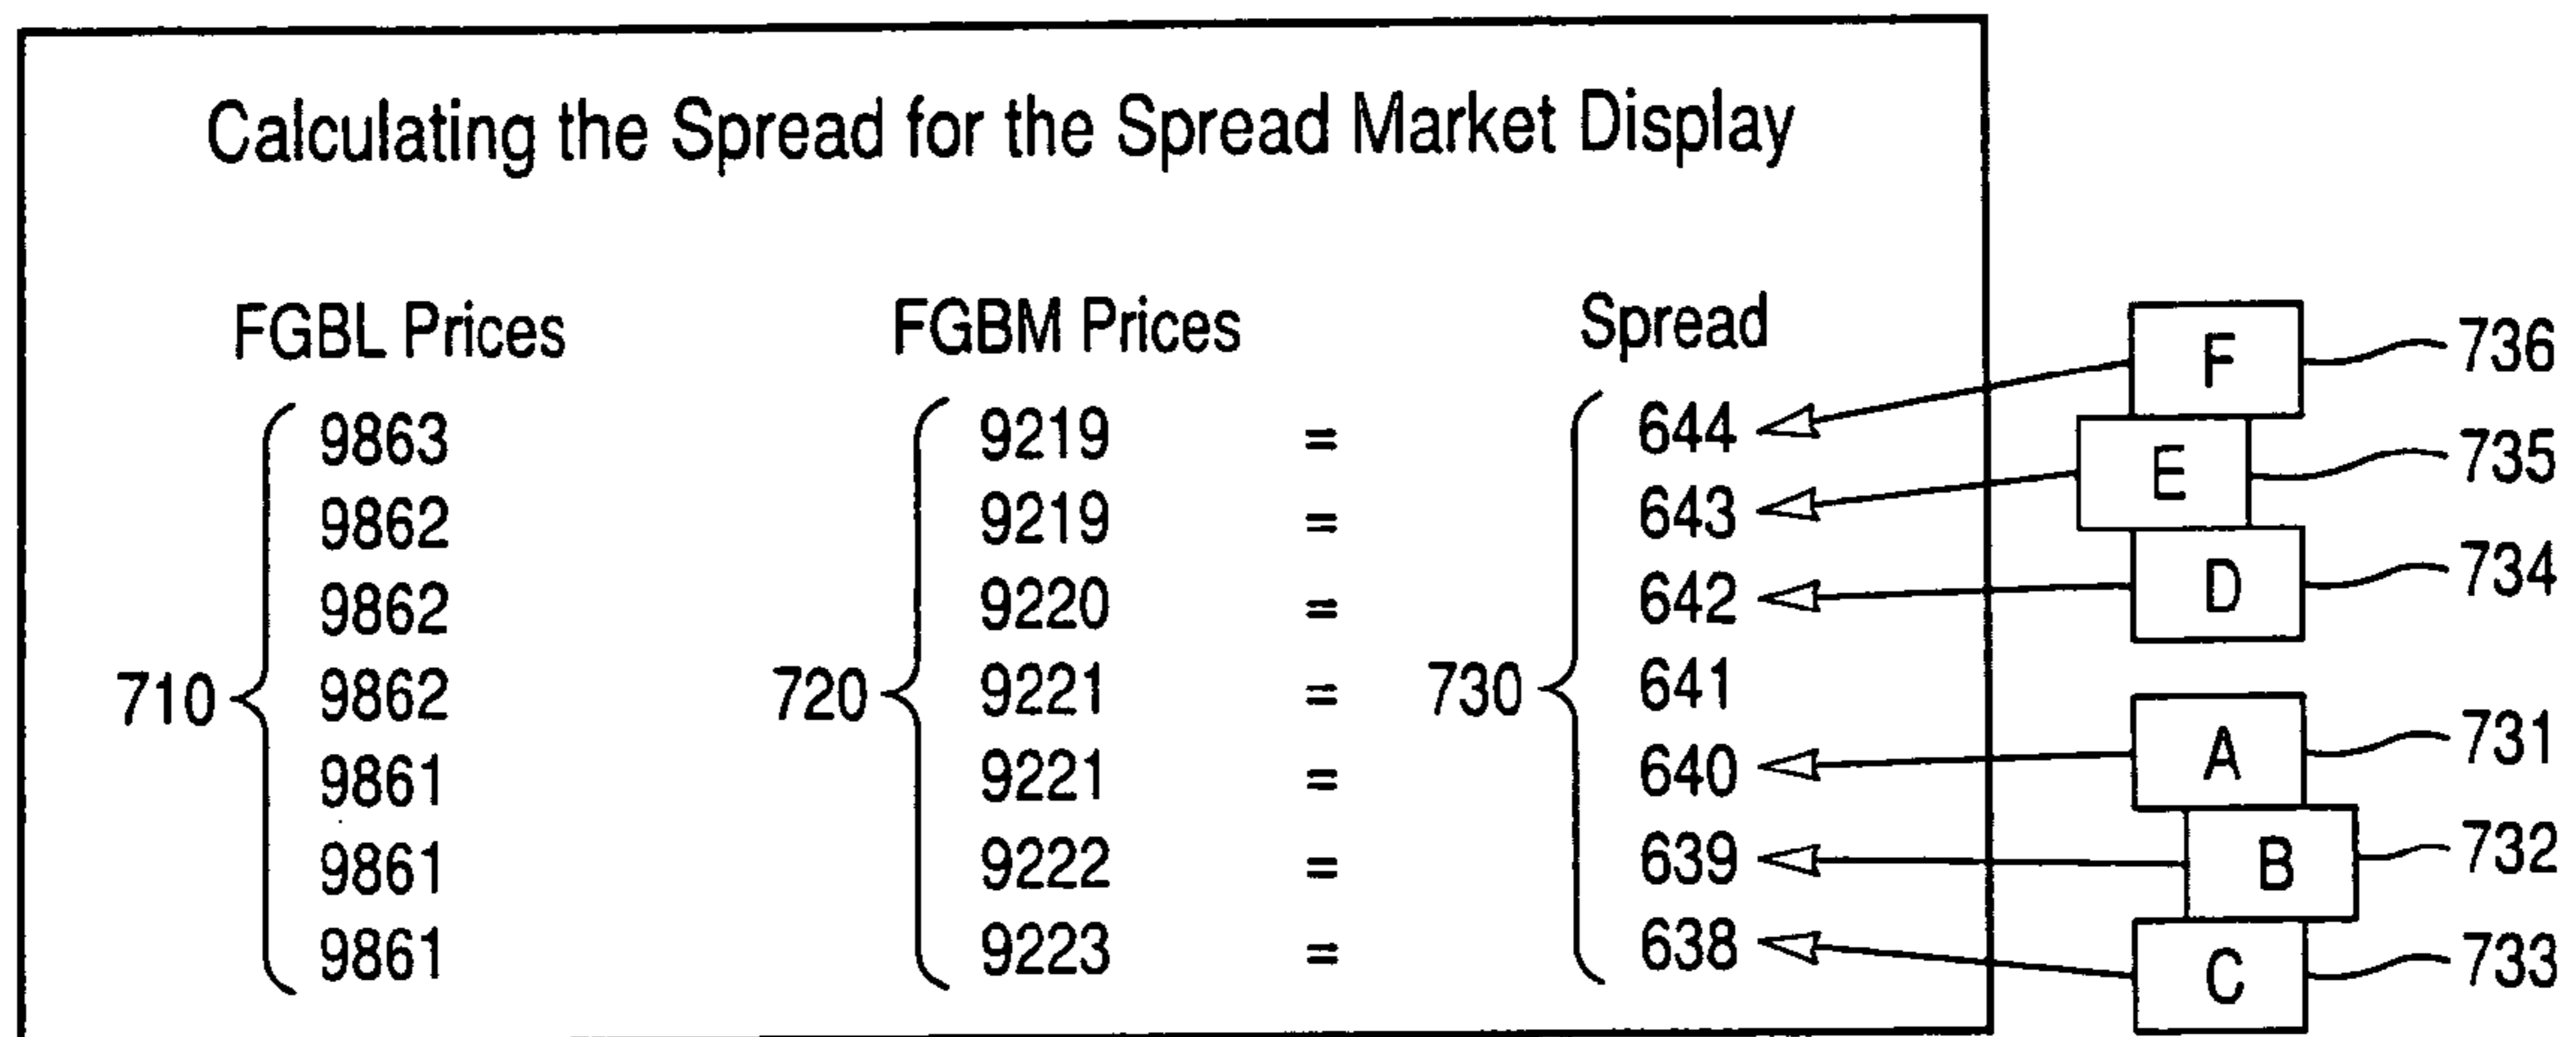 Calculating the Spread for the Spread Market Display
FGBL Prices FGBM Prices Spread
F 736
9863 9219 = 644
E 735
9862 9219 = 643
D 734
9862 9220 = 642
710 9862 720 9221 = 730 641
A 731
9861 9221 = 640
B 732
9861 9222 = 639
C 733
9861 9223 = 638